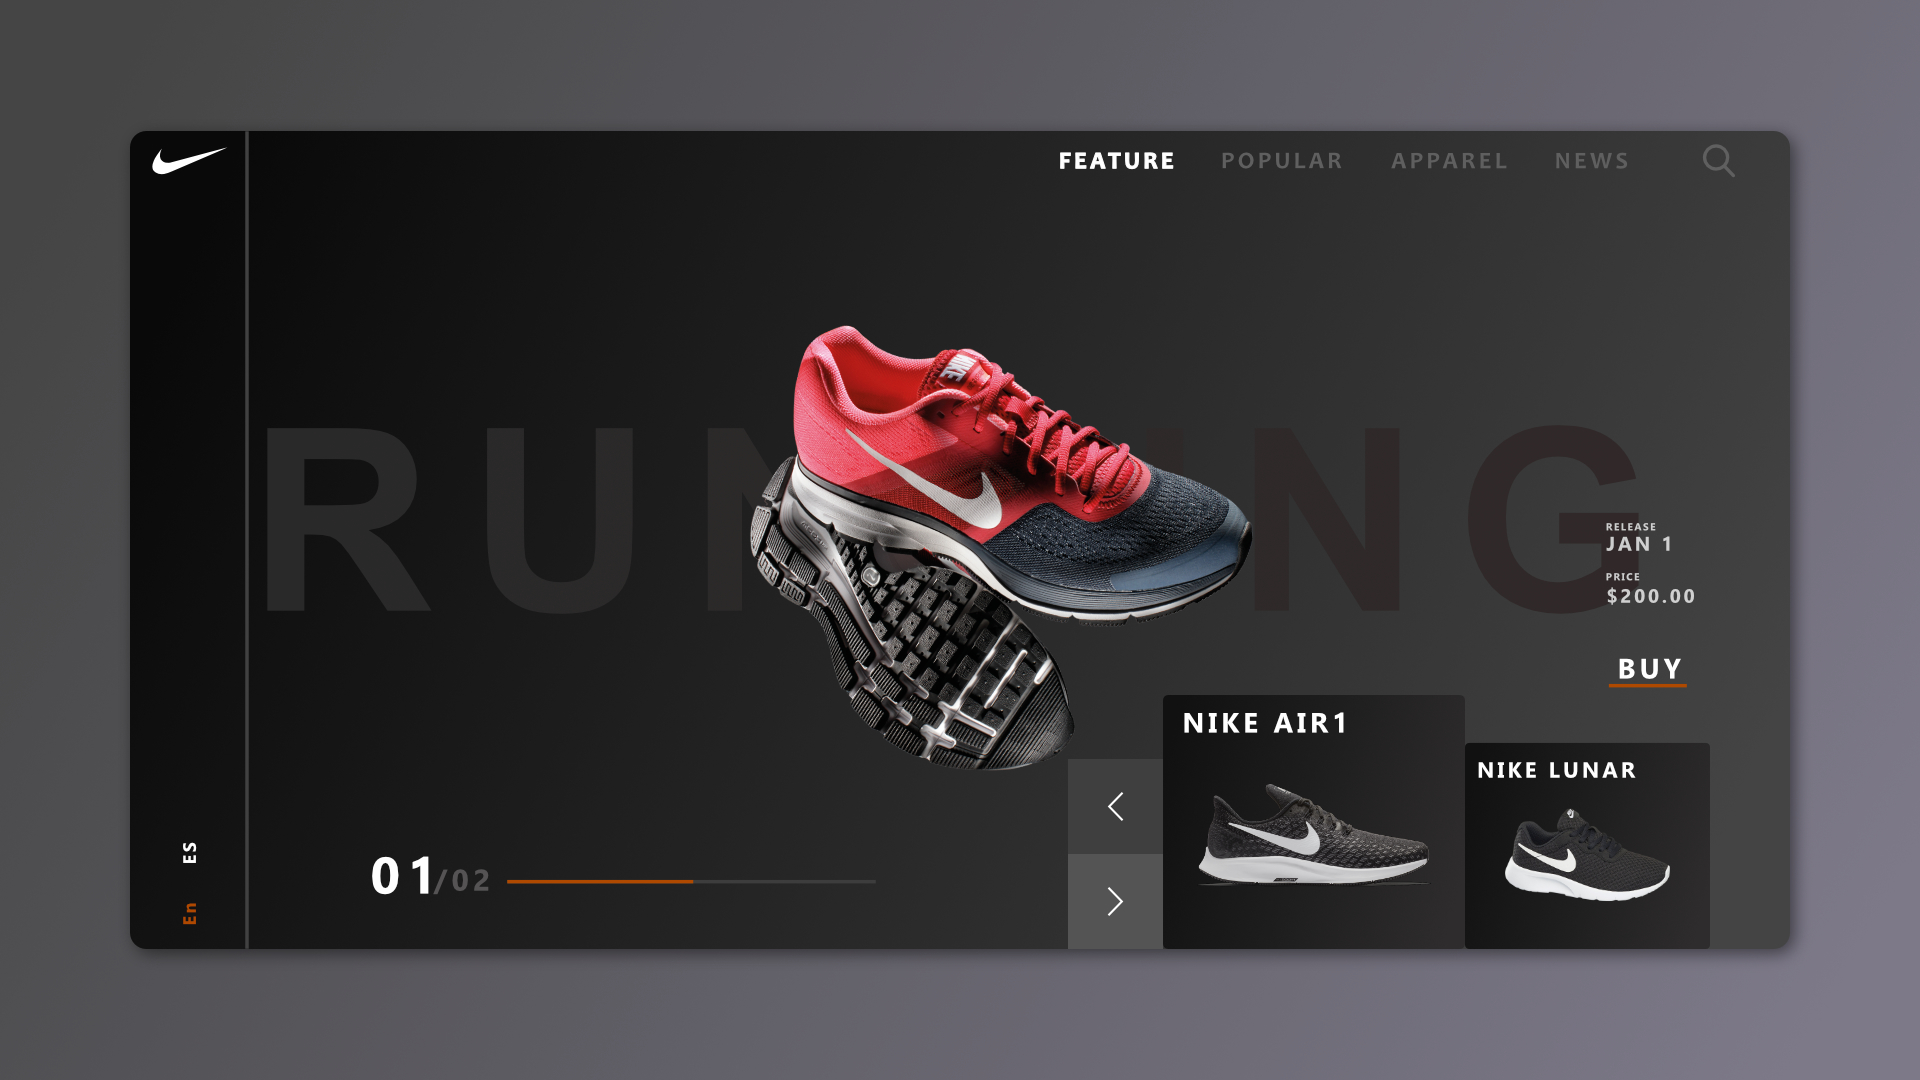 FEATURE POPULAR APPAREL NEWS
NIKE
RUNNING
RELEASE
JAN 1
PRICE
$200.00
BUY
NIKE AIR1
NIKE LUNAR
ES
En
01/02